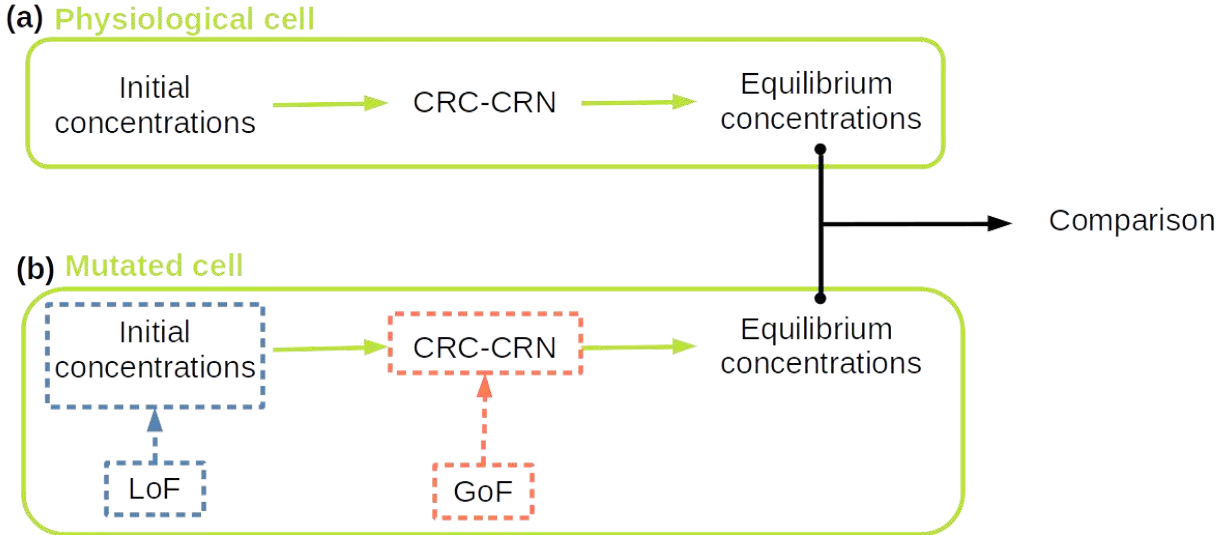 (a) Physiological cell
Initial
concentrations
CRC-CRN
Equilibrium
concentrations
Comparison
(b) Mutated cell
Initial
concentrations
CRC-CRN
Equilibrium
concentrations
LoF
GoF